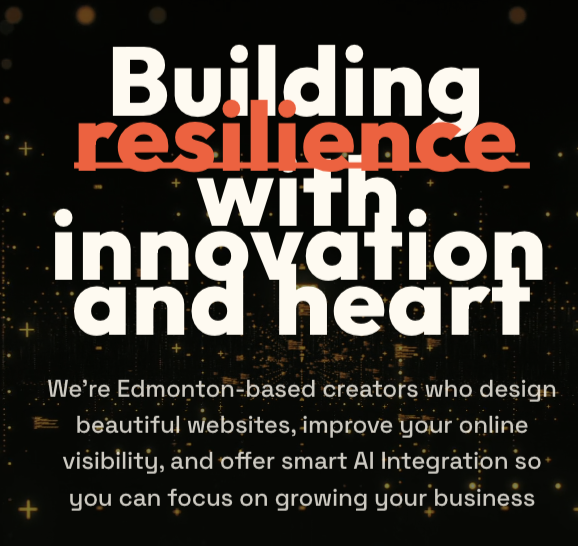 Building
resilience
with
innovation
and heart
We're Edmonton-based creators who design
beautiful websites, improve your online
visibility, and offer smart AI Integration so
you can focus on growing your business